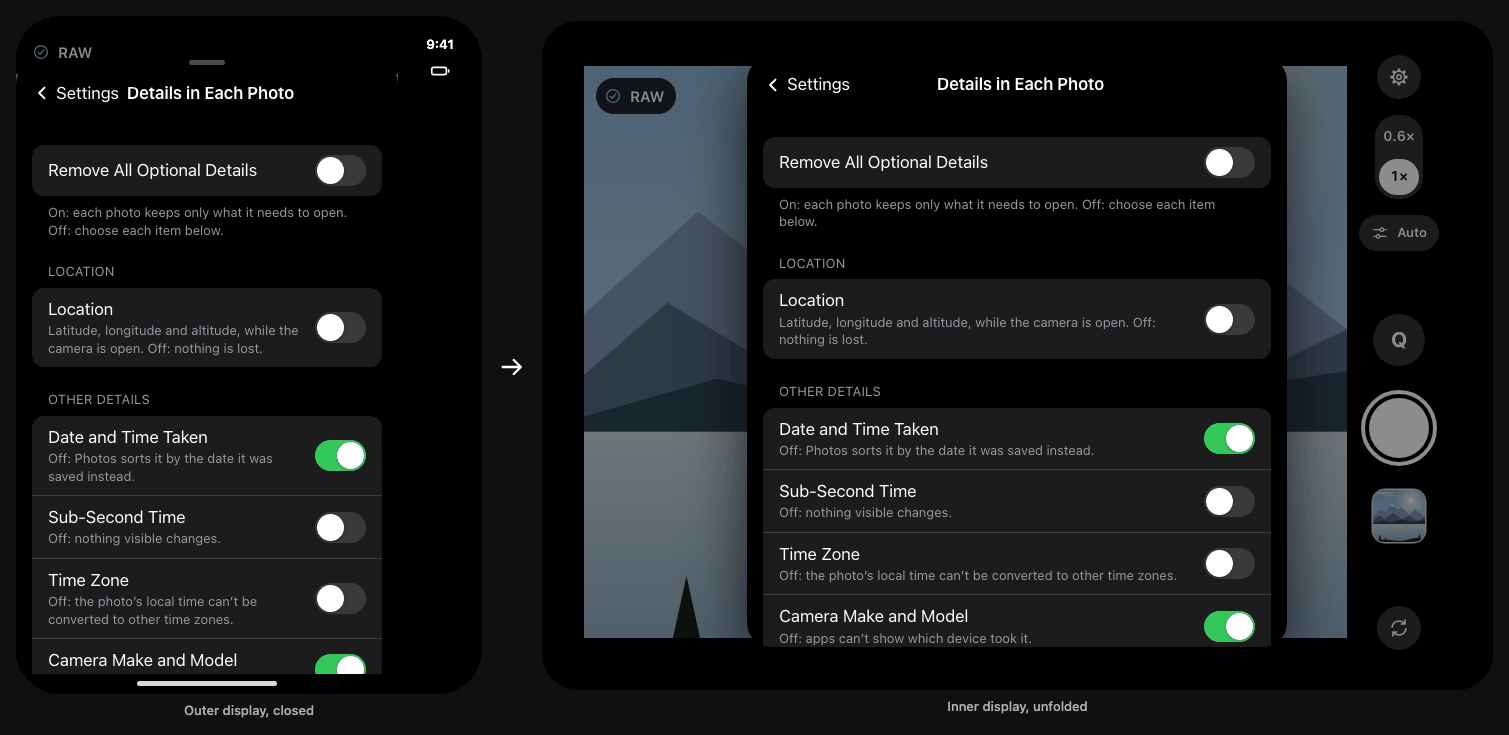 RAW
9:41
Settings Details in Each Photo
Remove All Optional Details
On: each photo keeps only what it needs to open.
Off: choose each item below.
LOCATION
Location
Latitude, longitude and altitude, while the
camera is open. Off: nothing is lost.
OTHER DETAILS
Date and Time Taken
Off: Photos sorts it by the date it was
saved instead.
Sub-Second Time
Off: nothing visible changes.
Time Zone
Off: the photo’s local time can’t be
converted to other time zones.
Camera Make and Model
Outer display, closed
RAW
Settings Details in Each Photo
Remove All Optional Details
On: each photo keeps only what it needs to open. Off: choose each item
below.
LOCATION
Location
Latitude, longitude and altitude, while the camera is open. Off:
nothing is lost.
OTHER DETAILS
Date and Time Taken
Off: Photos sorts it by the date it was saved instead.
Sub-Second Time
Off: nothing visible changes.
Time Zone
Off: the photo’s local time can’t be converted to other time zones.
Camera Make and Model
Off: apps can’t show which device took it.
0.6×
1×
Auto
Q
Inner display, unfolded